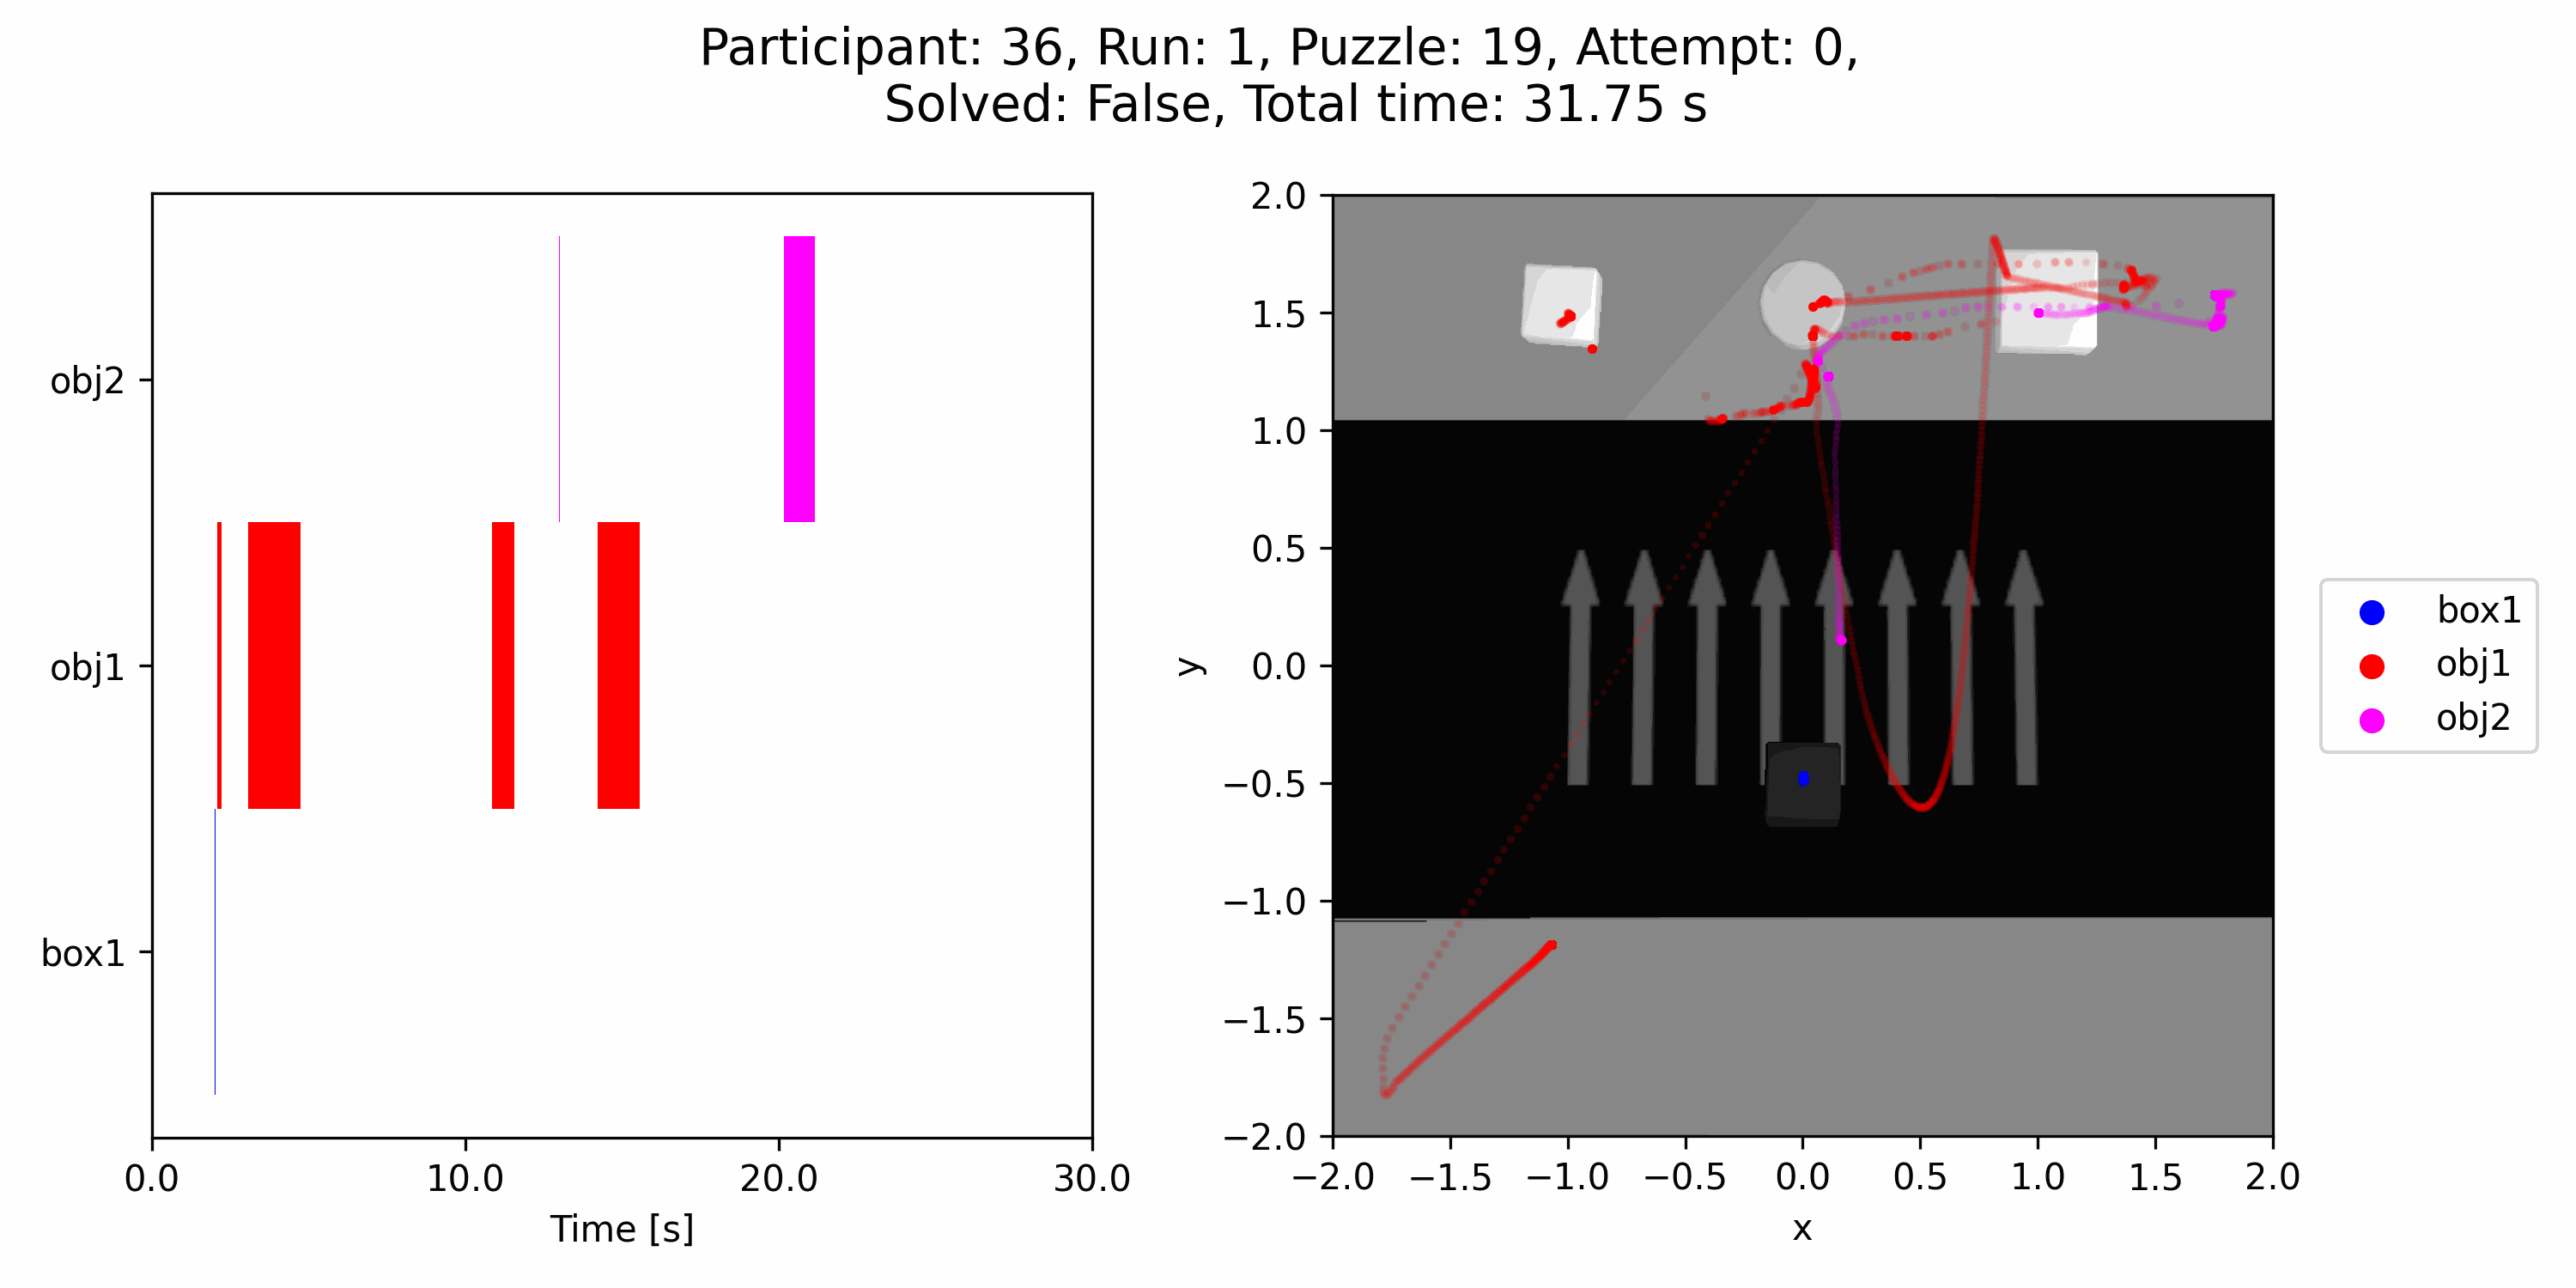 Participant: 36, Run: 1, Puzzle: 19, Attempt: 0,
Solved: False, Total time: 31.75 s
obj2
obj1
box1
0.0 10.0 20.0 30.0
Time [s]
2.0
1.5
1.0
0.5
0.0
−0.5
−1.0
−1.5
−2.0
y
−2.0 −1.5 −1.0 −0.5 0.0 0.5 1.0 1.5 2.0
x
box1
obj1
obj2